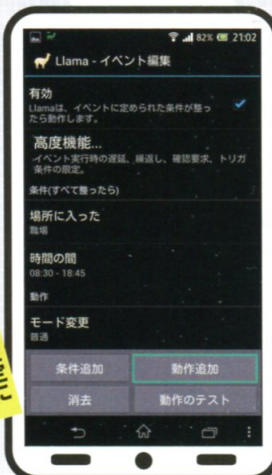 82% 21:02
Llama - イベント編集
有効
Llamaは、イベントに定められた条件が整っ
たら動作します。
高度機能...
イベント実行時の遅延、繰返し、確認要求、トリガ
条件の限定。
条件(すべて整ったら)
場所に入った
職場
時間の間
08:30 - 18:45
動作
モード変更
普通
条件追加 動作追加
消去 動作のテスト